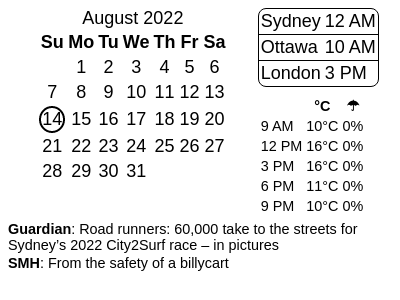 August 2022
Su Mo Tu We Th Fr Sa
1 2 3 4 5 6
7 8 9 10 11 12 13
14 15 16 17 18 19 20
21 22 23 24 25 26 27
28 29 30 31
Sydney 12 AM
Ottawa 10 AM
London 3 PM
°C ☂
9 AM 10°C 0%
12 PM 16°C 0%
3 PM 16°C 0%
6 PM 11°C 0%
9 PM 10°C 0%
Guardian: Road runners: 60,000 take to the streets for
Sydney’s 2022 City2Surf race – in pictures
SMH: From the safety of a billycart